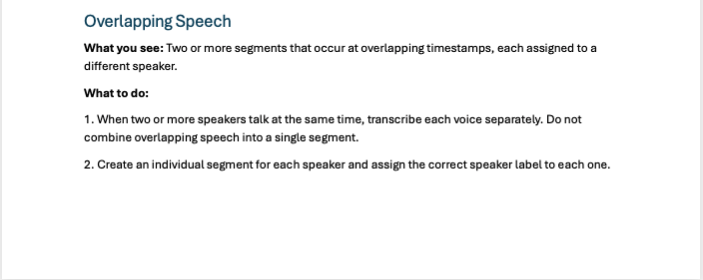 Overlapping Speech
What you see: Two or more segments that occur at overlapping timestamps, each assigned to a
different speaker.
What to do:
1. When two or more speakers talk at the same time, transcribe each voice separately. Do not
combine overlapping speech into a single segment.
2. Create an individual segment for each speaker and assign the correct speaker label to each one.